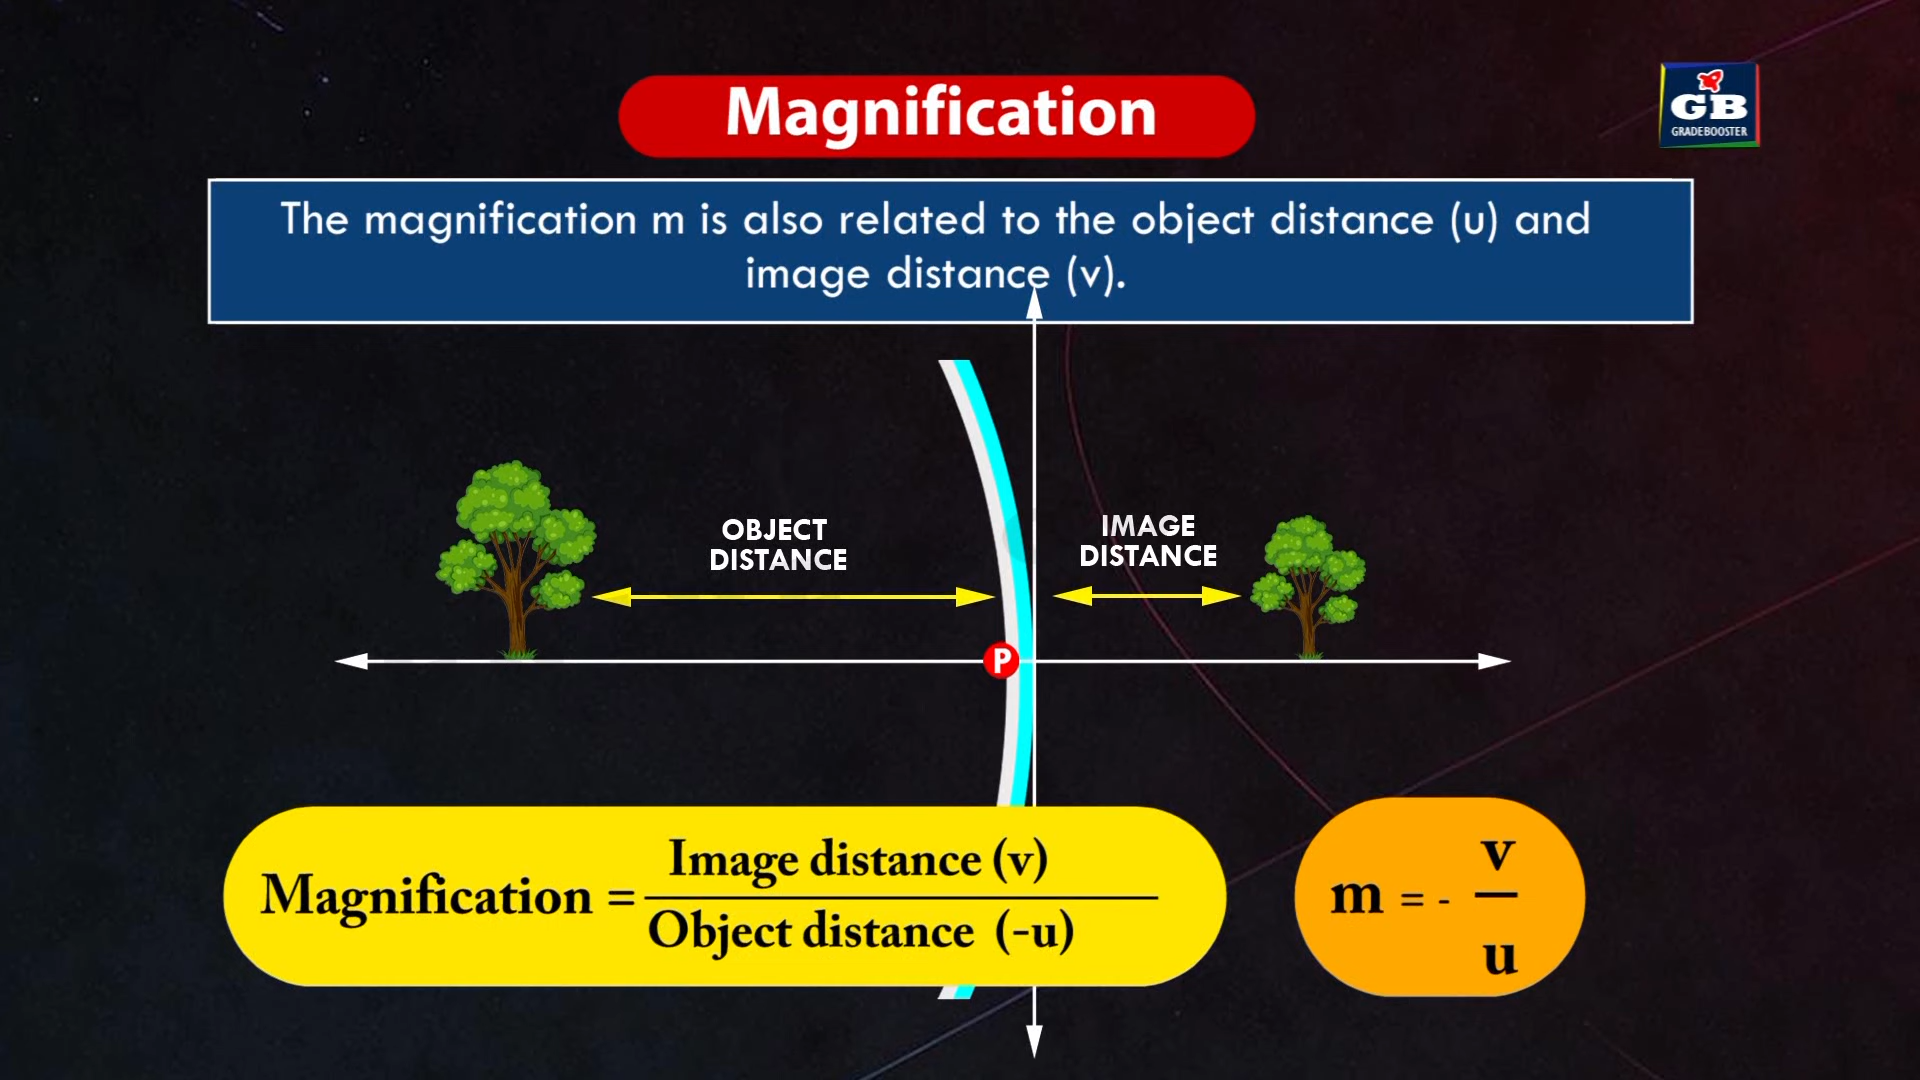 Magnification
GB
GRADEBOOSTER
The magnification m is also related to the object distance (u) and
image distance (v).
OBJECT
DISTANCE
IMAGE
DISTANCE
P
Magnification = Image distance (v)
Object distance (-u)
m = - v
u